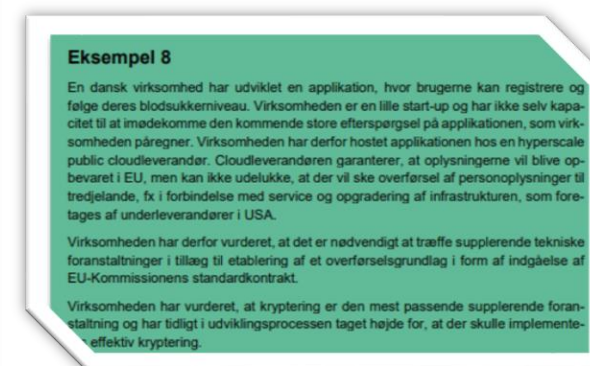 Eksempel 8
En dansk virksomhed har udviklet en applikation, hvor brugerne kan registrere og
følge deres blodsukkerniveau. Virksomheden er en lille start-up og har ikke selv kapa-
citet til at imødekomme den kommende store efterspørgsel på applikationen, som virk-
somheden påregner. Virksomheden har derfor hostet applikationen hos en hyperscale
public cloudleverandør. Cloudleverandøren garanterer, at oplysningerne vil blive op-
bevaret i EU, men kan ikke udelukke, at der vil ske overførsel af personoplysninger til
tredjelande, fx i forbindelse med service og opgradering af infrastrukturen, som fore-
tages af underleverandører i USA.
Virksomheden har derfor vurderet, at det er nødvendigt at træffe supplerende tekniske
foranstaltninger i tillæg til etablering af et overførselsgrundlag i form af indgåelse af
EU-Kommissionens standardkontrakt.
Virksomheden har vurderet, at kryptering er den mest passende supplerende foran-
staltning og har tidligt i udviklingsprocessen taget højde for, at der skulle implemente-
effektiv kryptering.